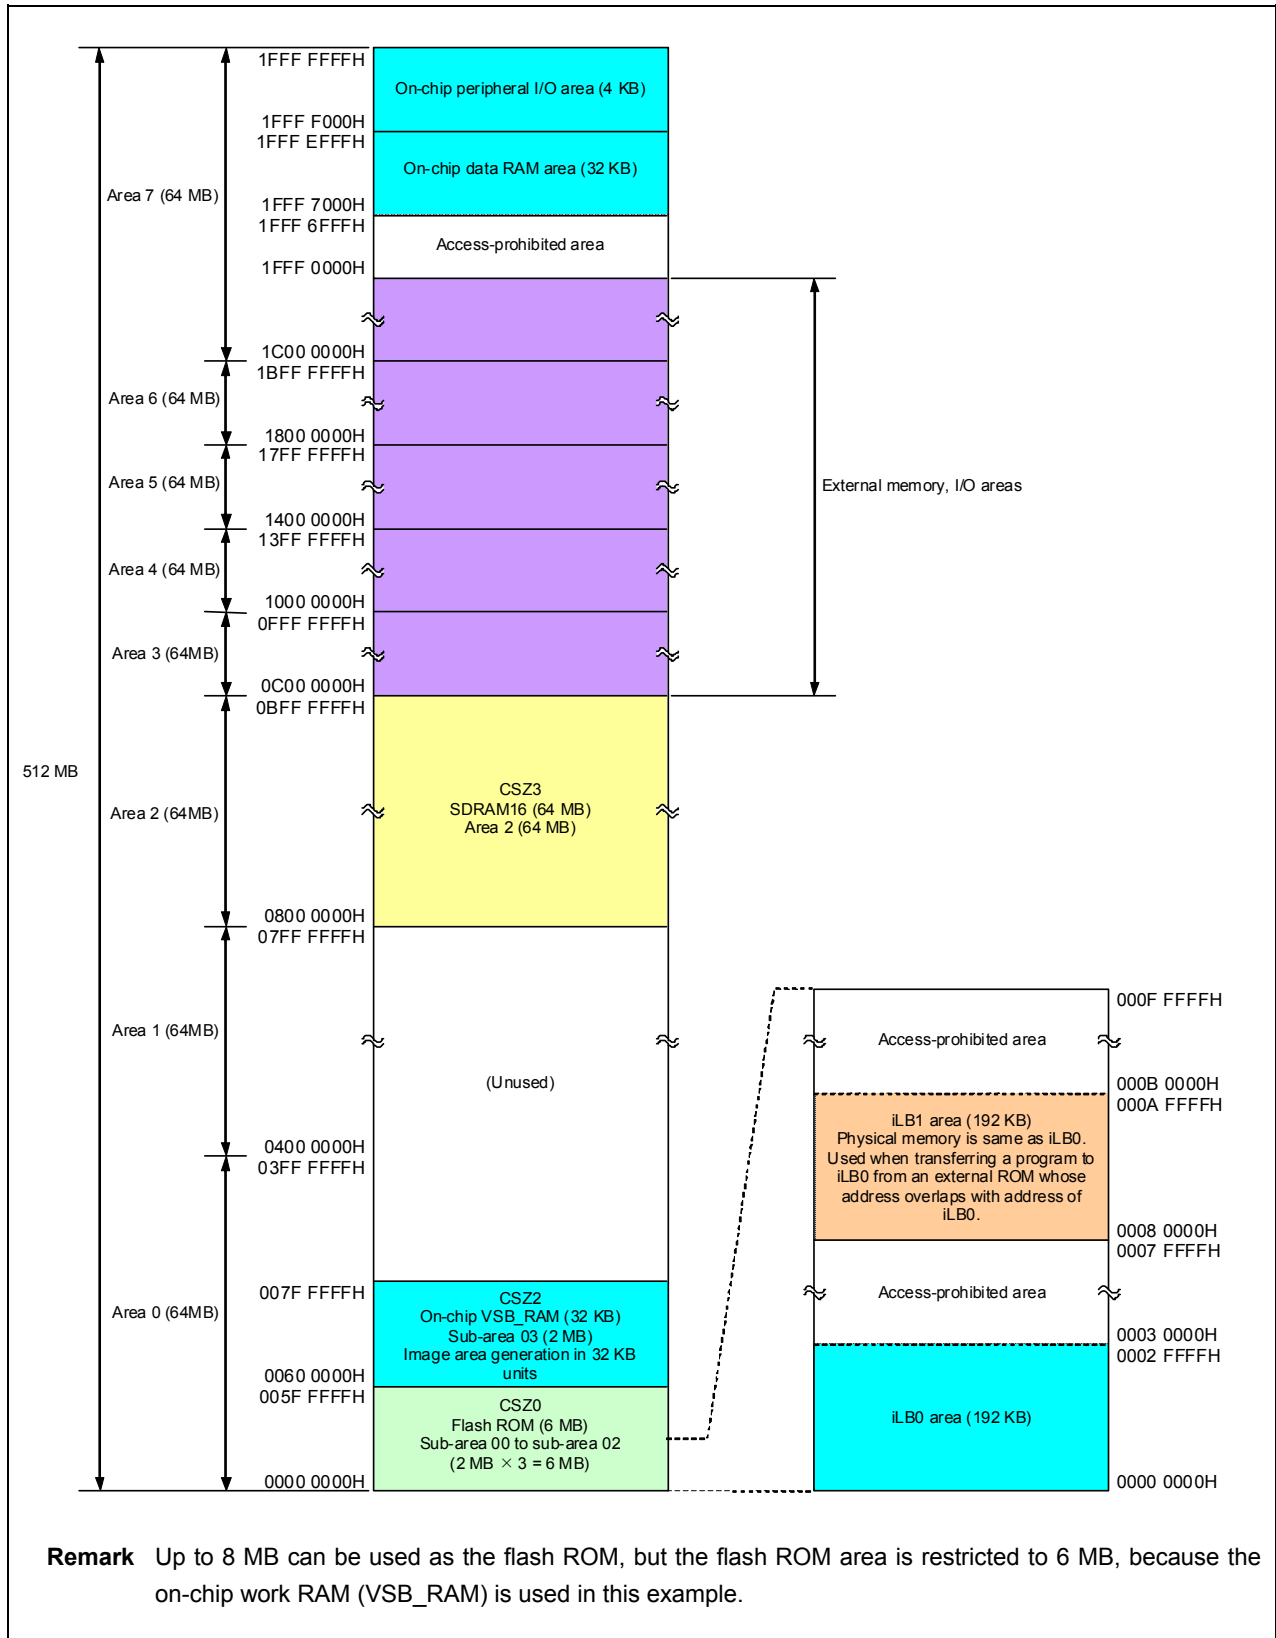 1FFF FFFFH
On-chip peripheral I/O area (4 KB)
1FFF F000H
1FFF EFFFH
On-chip data RAM area (32 KB)
Area 7 (64 MB)
1FFF 7000H
1FFF 6FFFH
Access-prohibited area
1FFF 0000H
1C00 0000H
1BFF FFFFH
Area 6 (64 MB)
1800 0000H
17FF FFFFH
Area 5 (64 MB)
External memory, I/O areas
1400 0000H
13FF FFFFH
Area 4 (64 MB)
1000 0000H
0FFF FFFFH
Area 3 (64MB)
0C00 0000H
0BFF FFFFH
512 MB
Area 2 (64MB)
CSZ3
SDRAM16 (64 MB)
Area 2 (64 MB)
0800 0000H
07FF FFFFH
Area 1 (64MB)
(Unused)
0400 0000H
03FF FFFFH
Area 0 (64MB)
007F FFFFH
CSZ2
On-chip VSB_RAM (32 KB)
Sub-area 03 (2 MB)
Image area generation in 32 KB
units
0060 0000H
005F FFFFH
CSZ0
Flash ROM (6 MB)
Sub-area 00 to sub-area 02
(2 MB × 3 = 6 MB)
0000 0000H
000F FFFFH
Access-prohibited area
000B 0000H
000A FFFFH
iLB1 area (192 KB)
Physical memory is same as iLB0.
Used when transferring a program to
iLB0 from an external ROM whose
address overlaps with address of
iLB0.
0008 0000H
0007 FFFFH
Access-prohibited area
0003 0000H
0002 FFFFH
iLB0 area (192 KB)
0000 0000H
Remark Up to 8 MB can be used as the flash ROM, but the flash ROM area is restricted to 6 MB, because the
on-chip work RAM (VSB_RAM) is used in this example.